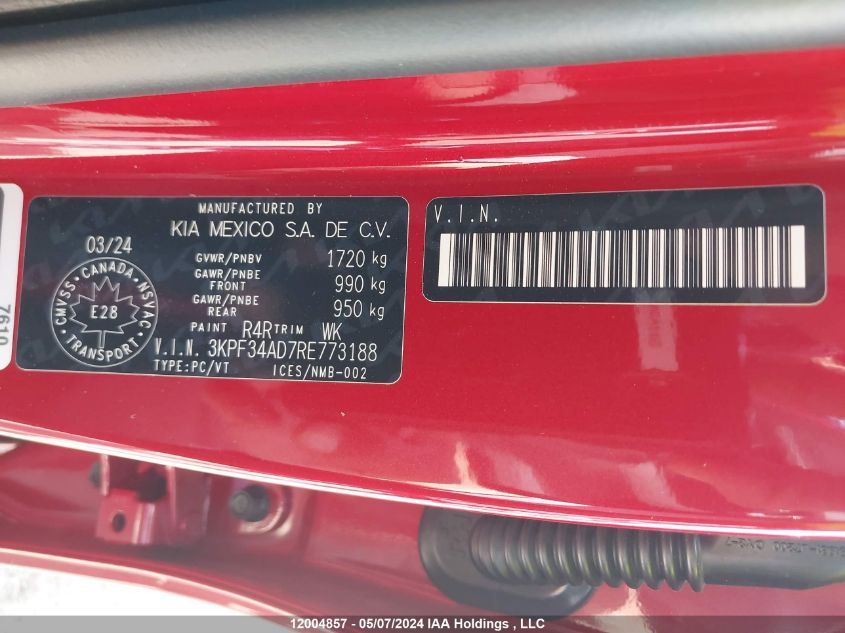 MANUFACTURED BY
KIA MEXICO S.A. DE C.V.
03/24
GVWR/PNBV 1720 kg
GAWR/PNBE FRONT 990 kg
GAWR/PNBE REAR 950 kg
PAINT R4R TRIM WK
V.I.N. 3KPF34AD7RE773188
TYPE:PC/VT ICES/NMB-002
CANADA
CMVSS NSVAC
E28
TRANSPORT
V.I.N.
7610
12004857 - 05/07/2024 IAA Holdings , LLC